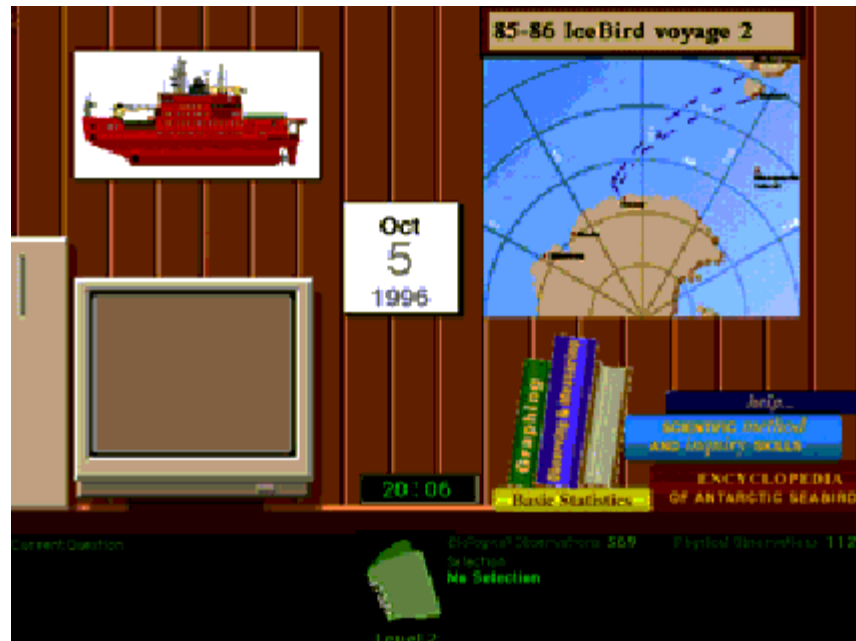 85-86 IceBird voyage 2
Oct
5
1996
Graphing
help...
SCIENTIFIC method
AND inquiry SKILLS
ENCYCLOPEDIA
OF ANTARCTIC SEABIRD
Basic Statistics
20:06
Current Question
Biological Observations 569
Physical Observations 112
Selection
No Selection
Level 2